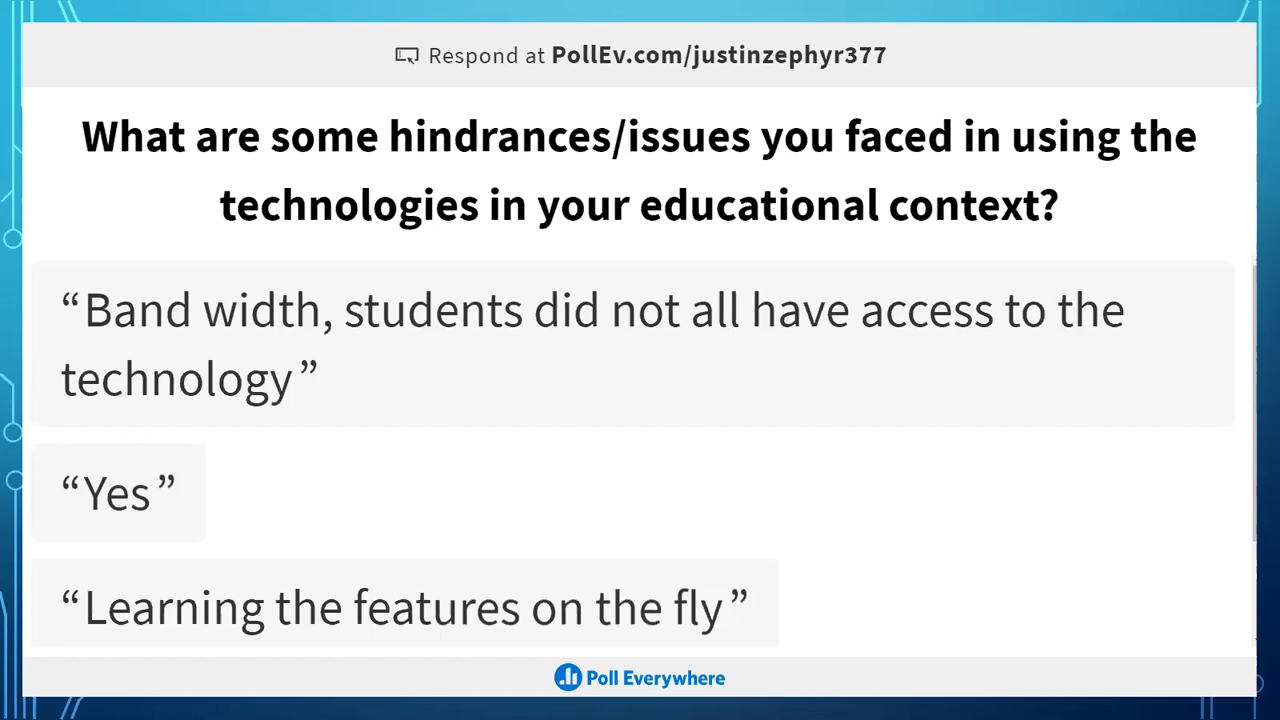 Respond at PollEv.com/justinzephyr377
What are some hindrances/issues you faced in using the
technologies in your educational context?
“Band width, students did not all have access to the
technology”
“Yes”
“Learning the features on the fly”
Poll Everywhere